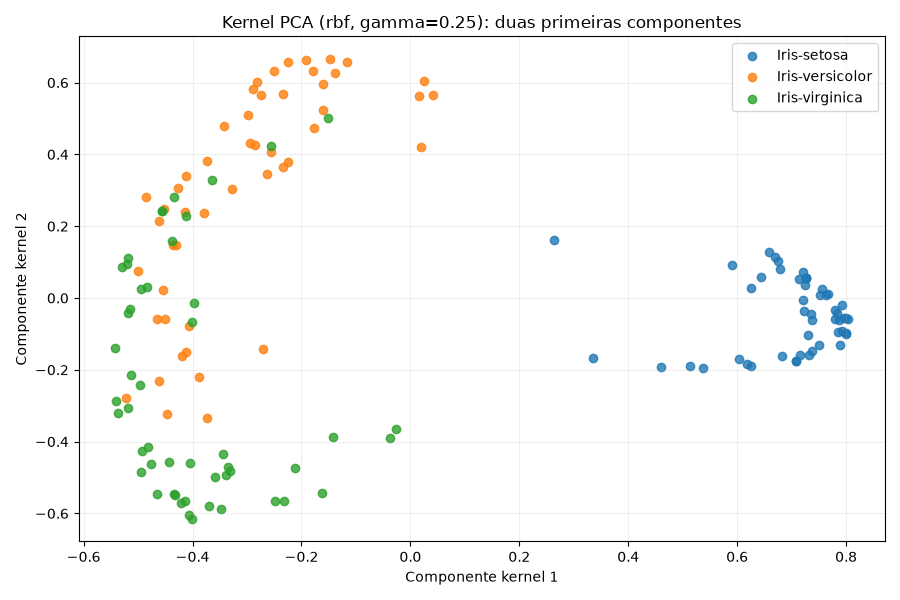 Kernel PCA (rbf, gamma=0.25): duas primeiras componentes
Iris-setosa
Iris-versicolor
Iris-virginica
Componente kernel 2
0.6
0.4
0.2
0.0
−0.2
−0.4
−0.6
−0.6
−0.4
−0.2
0.0
0.2
0.4
0.6
0.8
Componente kernel 1